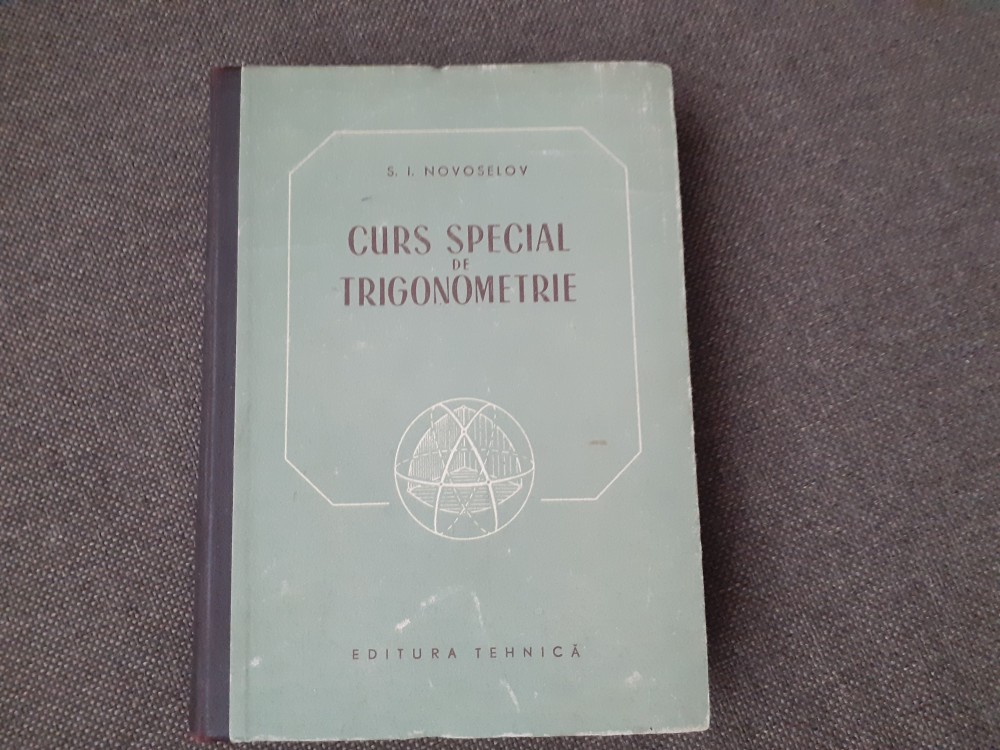 S. I. NOVOSELOV
CURS SPECIAL
DE
TRIGONOMETRIE
EDITURA TEHNICĂ